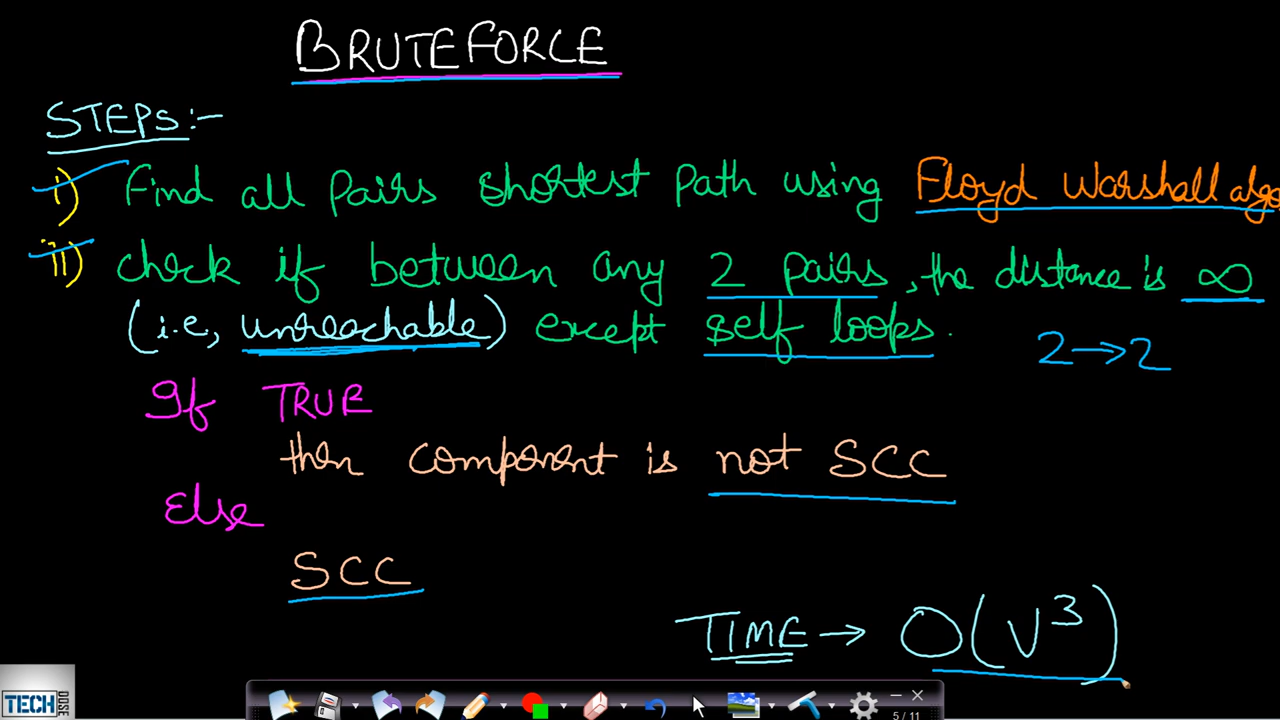 BRUTEFORCE
STEPS:-
i) Find all pairs shortest path using Floyd Warshall algo
ii) check if between any 2 pairs, the distance is ∞
(i.e, unreachable) except self loops.
2→2
If TRUE
then component is not SCC
Else
SCC
TIME → O(V³)
TECH DOSE
5/11